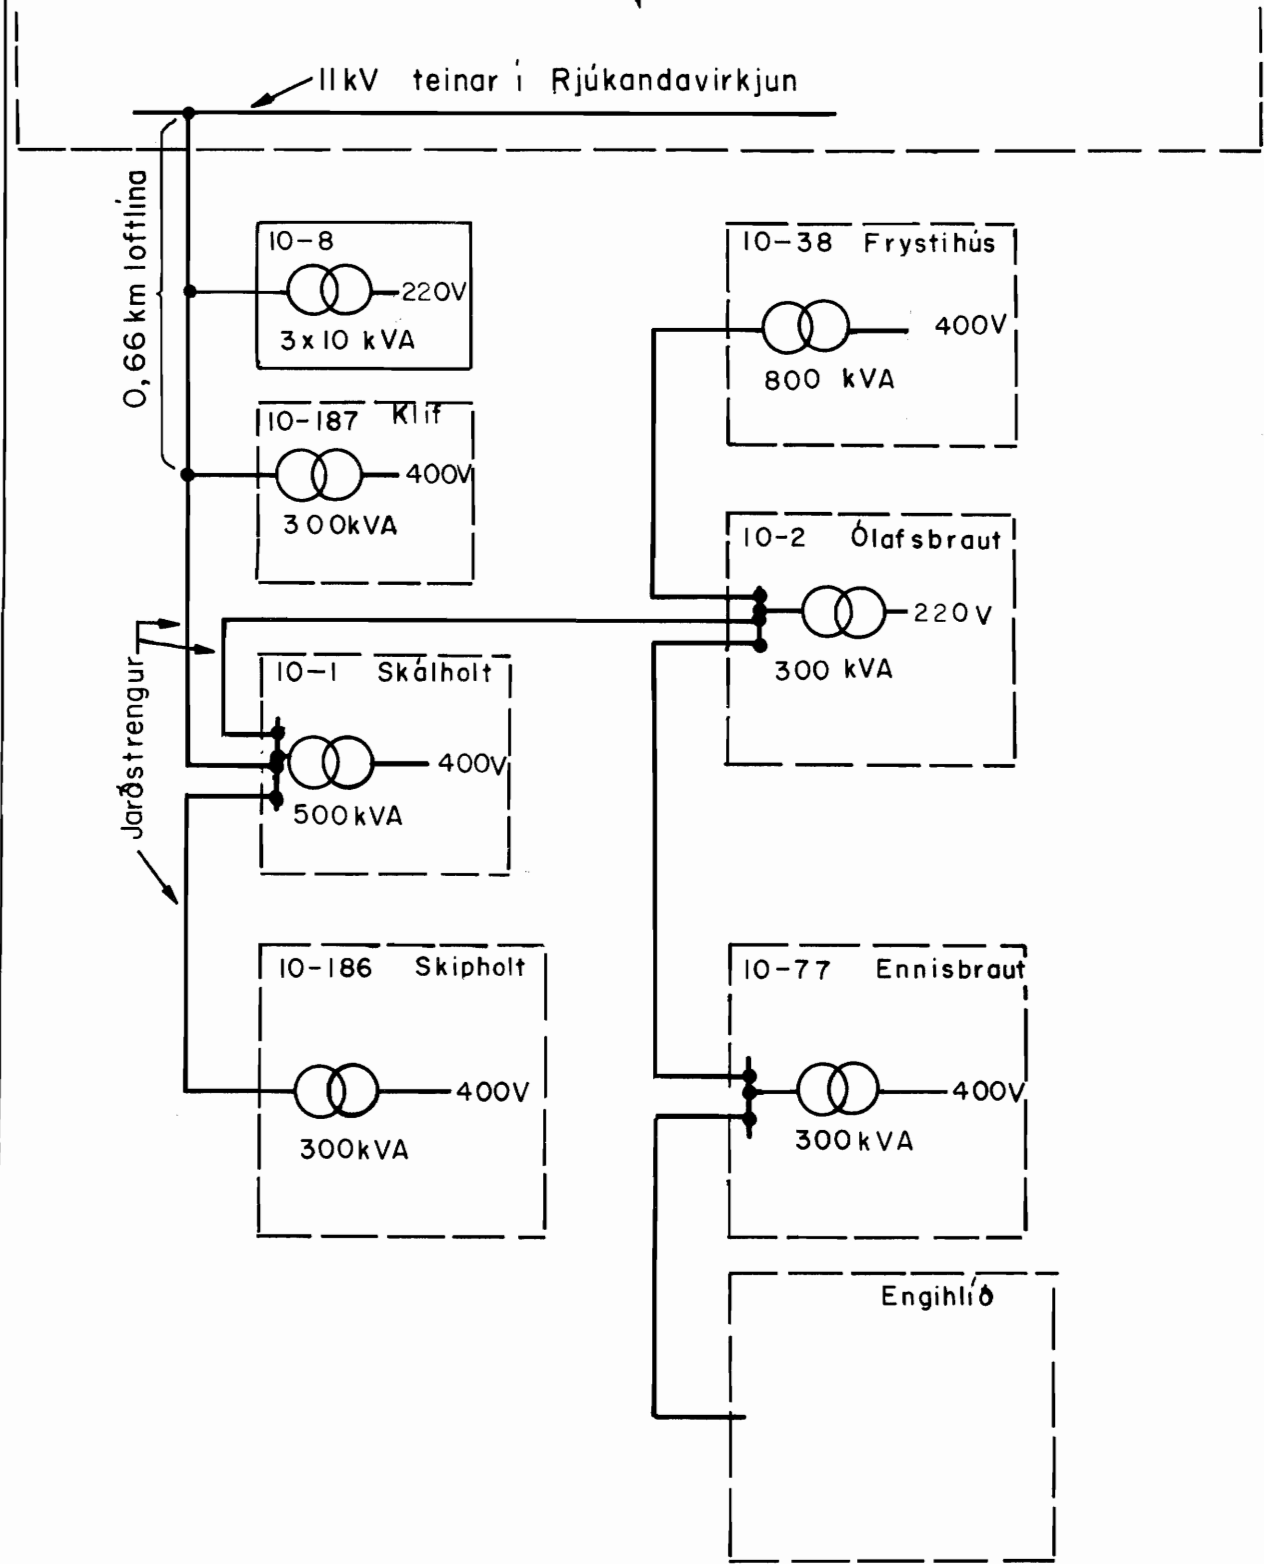 11kV teinar í Rjúkandavirkjun
0,66 km loftlína
10-8
220V
3x10 kVA
10-187 Klif
400V
300kVA
Jarðstrengur
10-1 Skálholt
400V
500kVA
10-186 Skipholt
400V
300kVA
10-38 Frystihús
400V
800 kVA
10-2 Ólafsbraut
220V
300 kVA
10-77 Ennisbraut
400V
300kVA
Engihlíð